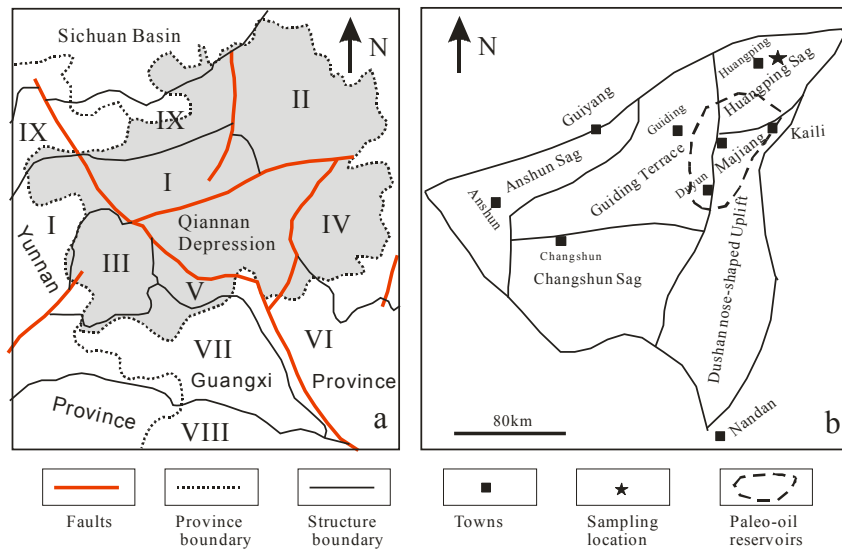 Sichuan Basin
N
II
IX
IX
I
I
Qiannan
Depression
IV
Yunnan
III
V
VI
VII
Guangxi
Province
Province
VIII
a
N
Huangping
Huangping Sag
Guiyang
Guiding
Kaili
Majiang
Anshun Sag
Guiding Terrace
Duyun
Anshun
Changshun
Changshun Sag
Dushan nose-shaped Uplift
80km
Nandan
b
Faults
Province
boundary
Structure
boundary
Towns
Sampling
location
Paleo-oil
reservoirs